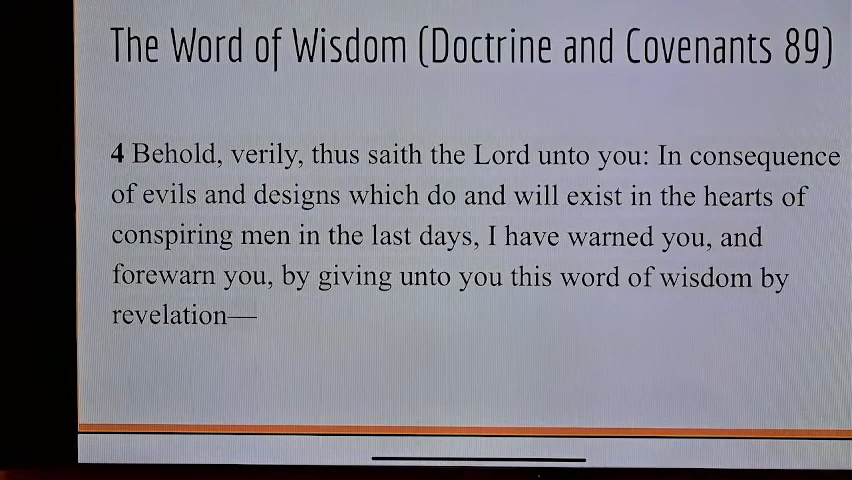 The Word of Wisdom (Doctrine and Covenants 89)
4 Behold, verily, thus saith the Lord unto you: In consequence
of evils and designs which do and will exist in the hearts of
conspiring men in the last days, I have warned you, and
forewarn you, by giving unto you this word of wisdom by
revelation—